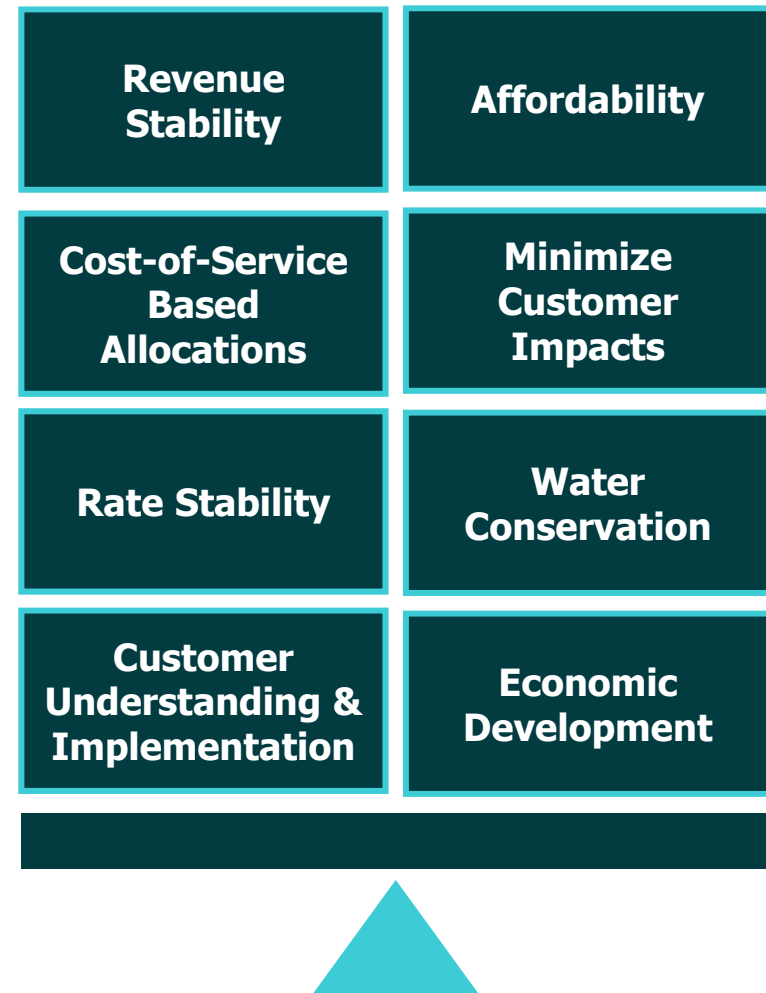 Revenue
Stability
Affordability
Cost-of-Service
Based
Allocations
Minimize
Customer
Impacts
Rate Stability
Water
Conservation
Customer
Understanding &
Implementation
Economic
Development